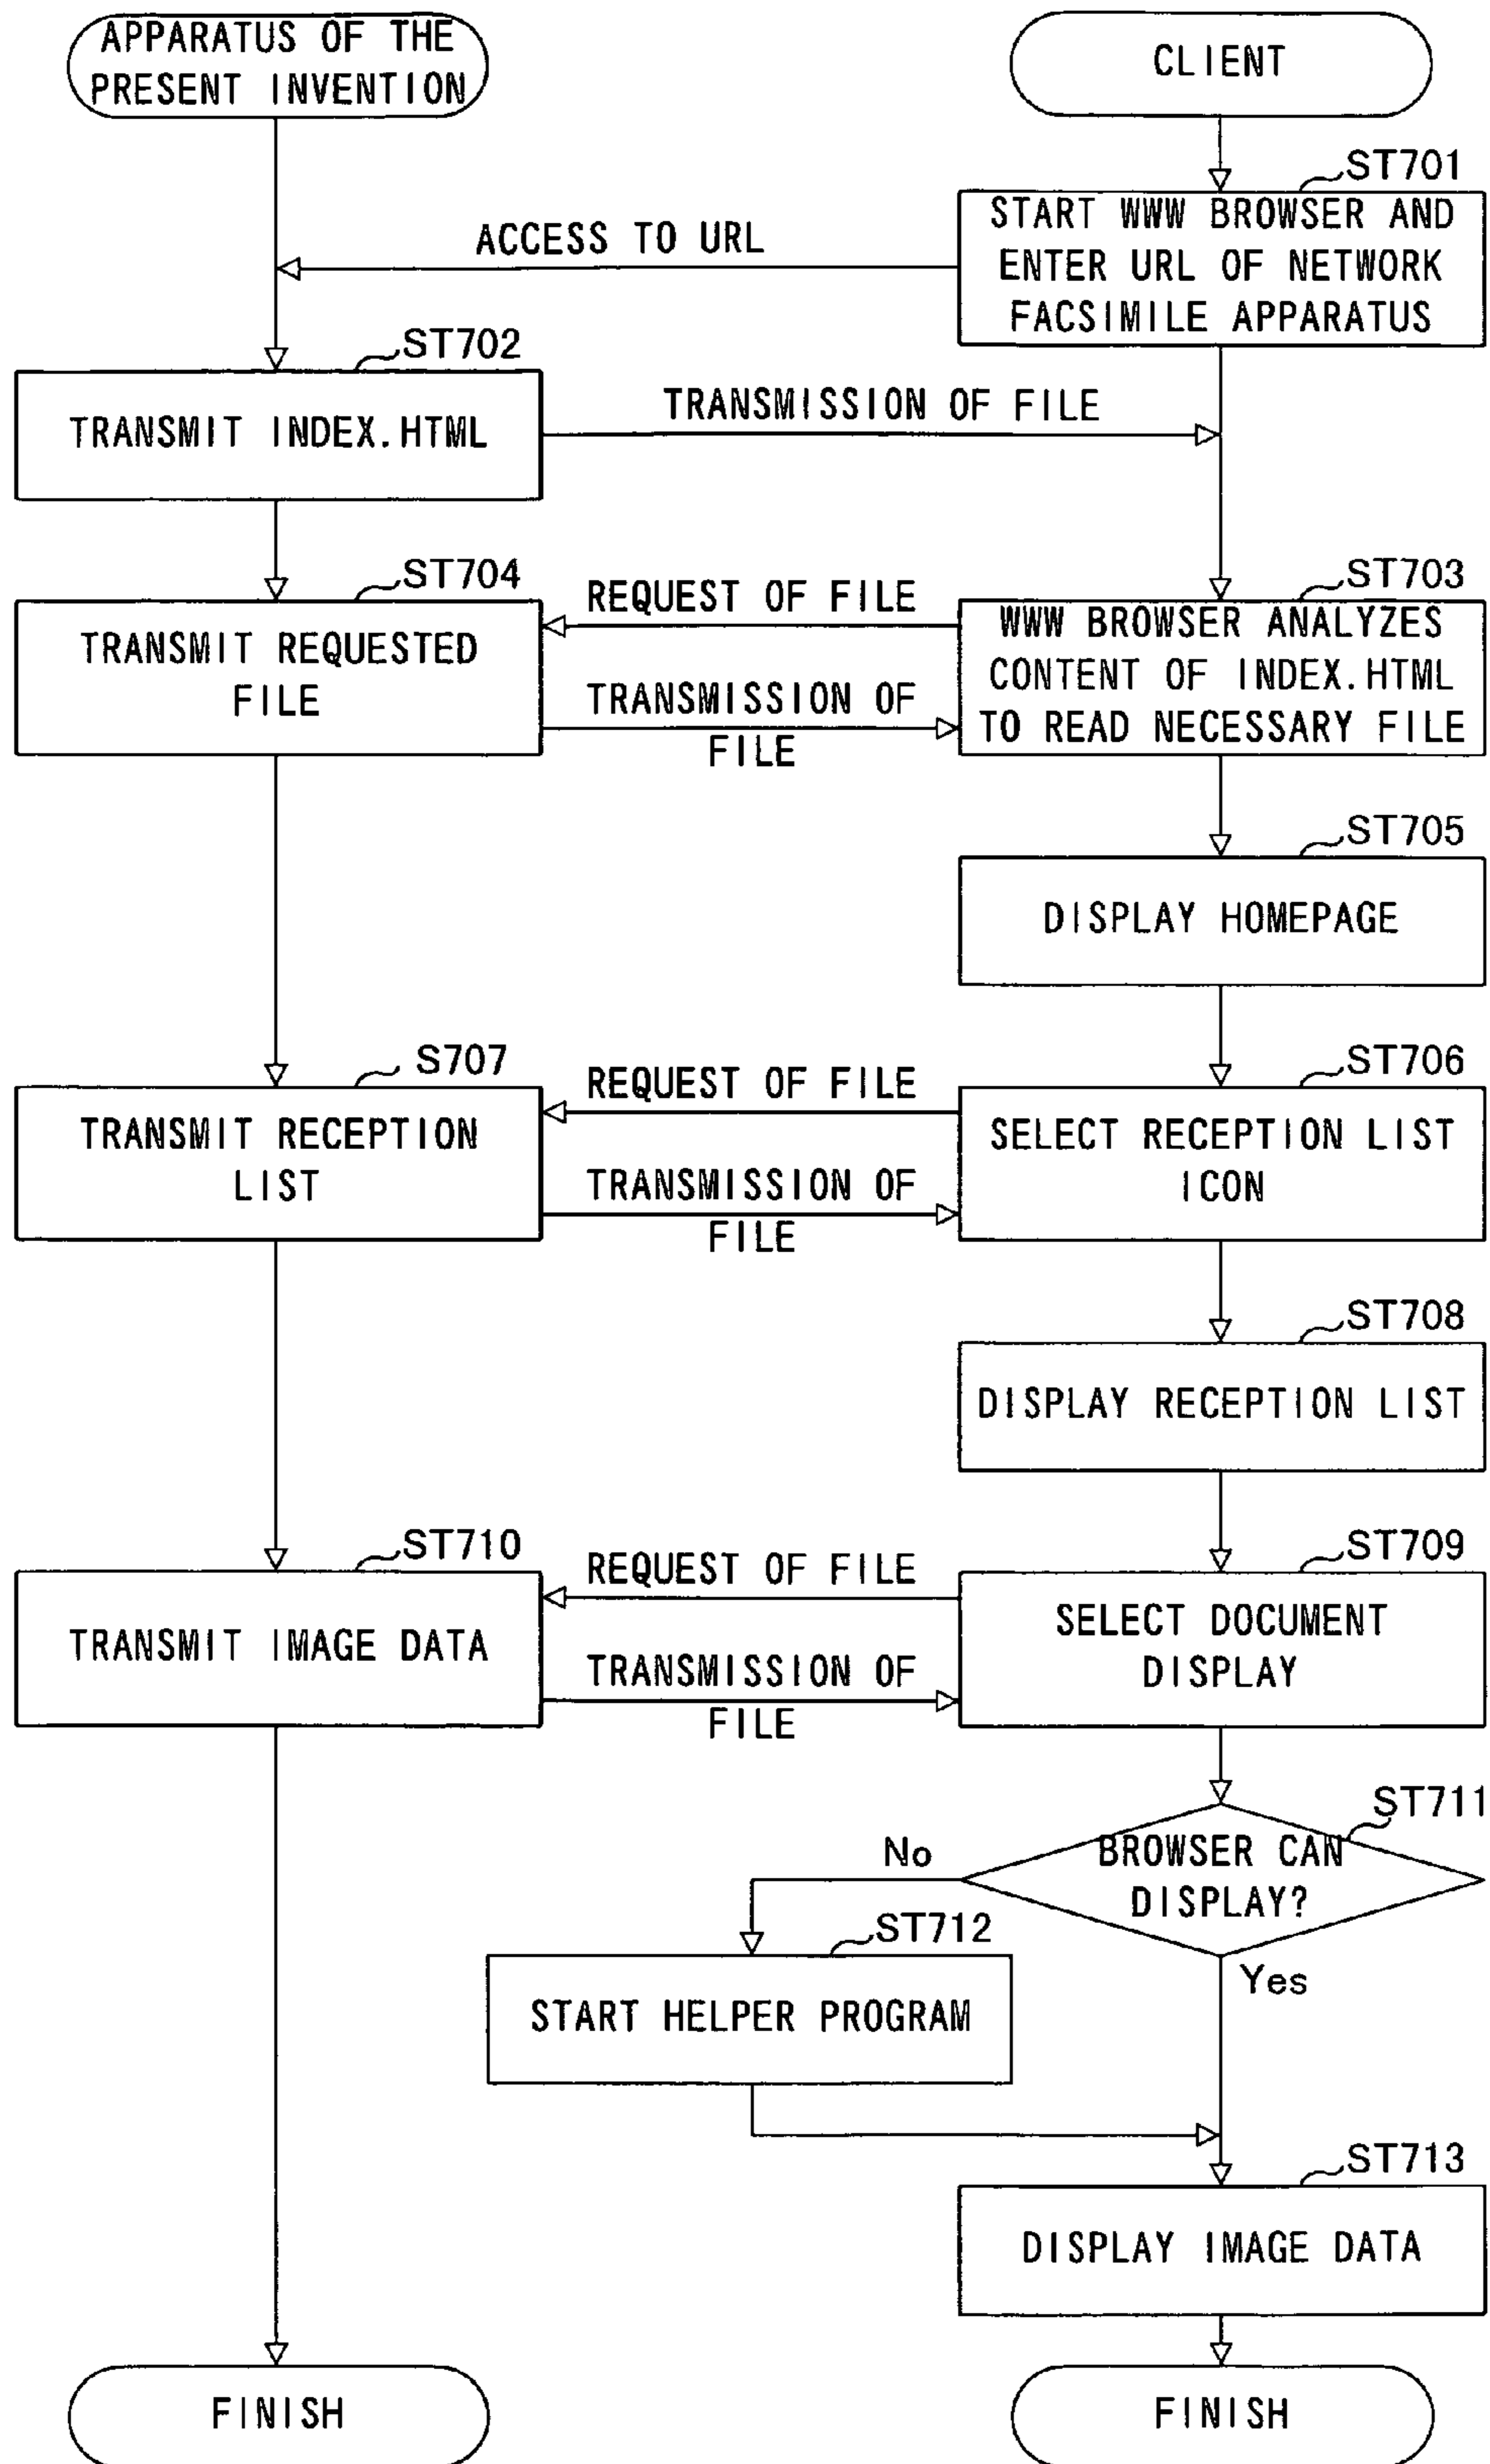 APPARATUS OF THE
PRESENT INVENTION
CLIENT
ST701
START WWW BROWSER AND
ENTER URL OF NETWORK
FACSIMILE APPARATUS
ACCESS TO URL
ST702
TRANSMIT INDEX.HTML
TRANSMISSION OF FILE
ST704
TRANSMIT REQUESTED
FILE
REQUEST OF FILE
TRANSMISSION OF
FILE
ST703
WWW BROWSER ANALYZES
CONTENT OF INDEX.HTML
TO READ NECESSARY FILE
ST705
DISPLAY HOMEPAGE
S707
TRANSMIT RECEPTION
LIST
REQUEST OF FILE
TRANSMISSION OF
FILE
ST706
SELECT RECEPTION LIST
ICON
ST708
DISPLAY RECEPTION LIST
ST710
TRANSMIT IMAGE DATA
REQUEST OF FILE
TRANSMISSION OF
FILE
ST709
SELECT DOCUMENT
DISPLAY
ST711
BROWSER CAN
DISPLAY?
No
Yes
ST712
START HELPER PROGRAM
ST713
DISPLAY IMAGE DATA
FINISH
FINISH